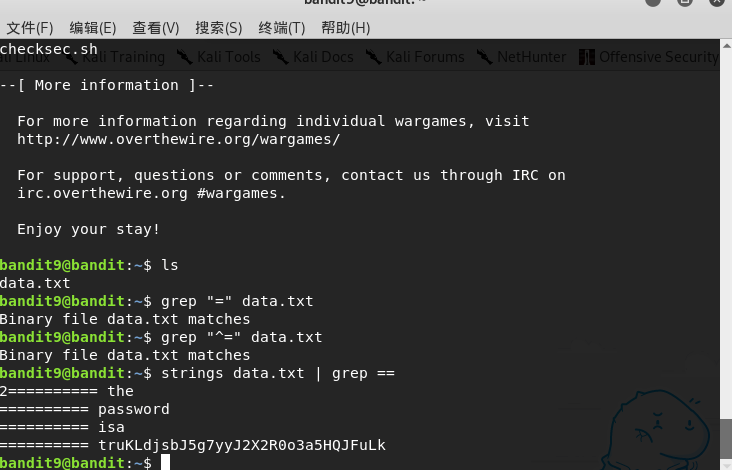 bandit9@bandit: ~
文件(F) 编辑(E) 查看(V) 搜索(S) 终端(T) 帮助(H)
checksec.sh
ali Linux Kali Training Kali Tools Kali Docs Kali Forums NetHunter Offensive Security
--[ More information ]--
For more information regarding individual wargames, visit
http://www.overthewire.org/wargames/
For support, questions or comments, contact us through IRC on
irc.overthewire.org #wargames.
Enjoy your stay!
bandit9@bandit:~$ ls
data.txt
bandit9@bandit:~$ grep "=" data.txt
Binary file data.txt matches
bandit9@bandit:~$ grep "^=" data.txt
Binary file data.txt matches
bandit9@bandit:~$ strings data.txt | grep ==
2========== the
========== password
========== isa
========== truKLdjsbJ5g7yyJ2X2R0o3a5HQJFuLk
bandit9@bandit:~$